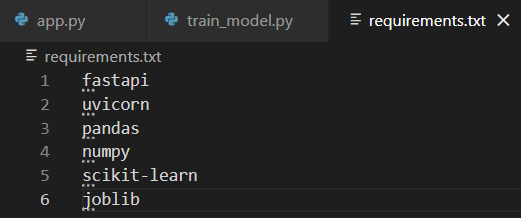 app.py train_model.py requirements.txt
requirements.txt
1 fastapi
2 uvicorn
3 pandas
4 numpy
5 scikit-learn
6 joblib